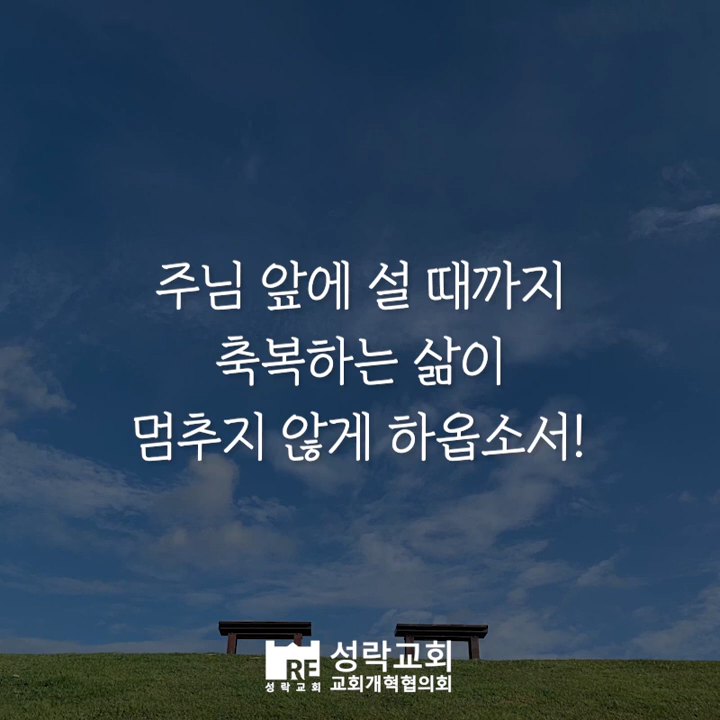 주님 앞에 설 때까지
축복하는 삶이
멈추지 않게 하옵소서!
RE
성락교회
성락교회
교회개혁협의회